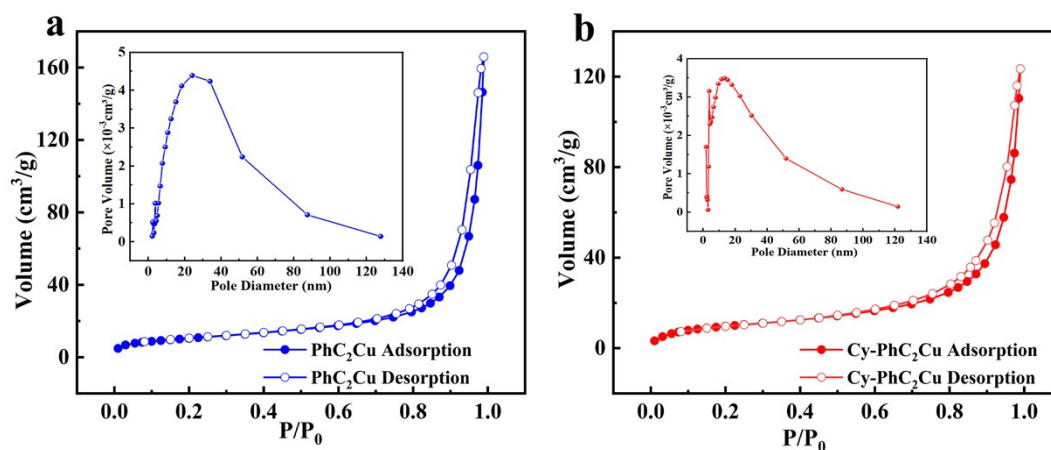 a
160
120
80
40
0
Volume (cm³/g)
5
4
3
2
1
0
Pore Volume (×10⁻³cm³/g)
0 20 40 60 80 100 120 140
Pole Diameter (nm)
PhC₂Cu Adsorption
PhC₂Cu Desorption
0.0 0.2 0.4 0.6 0.8 1.0
P/P₀
b
120
80
40
0
Volume (cm³/g)
4
3
2
1
0
Pore Volume (×10⁻³cm³/g)
0 20 40 60 80 100 120 140
Pole Diameter (nm)
Cy-PhC₂Cu Adsorption
Cy-PhC₂Cu Desorption
0.0 0.2 0.4 0.6 0.8 1.0
P/P₀